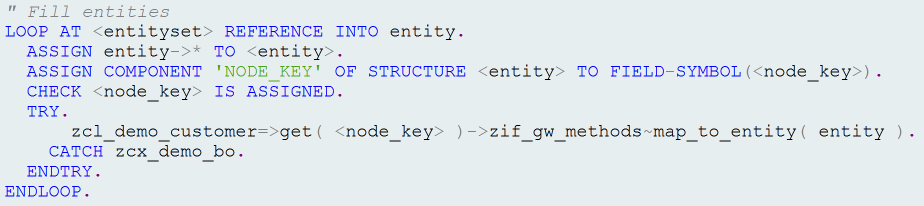 " Fill entities
LOOP AT <entityset> REFERENCE INTO entity.
ASSIGN entity->* TO <entity>.
ASSIGN COMPONENT 'NODE_KEY' OF STRUCTURE <entity> TO FIELD-SYMBOL(<node_key>).
CHECK <node_key> IS ASSIGNED.
TRY.
zcl_demo_customer=>get( <node_key> )->zif_gw_methods~map_to_entity( entity ).
CATCH zcx_demo_bo.
ENDTRY.
ENDLOOP.